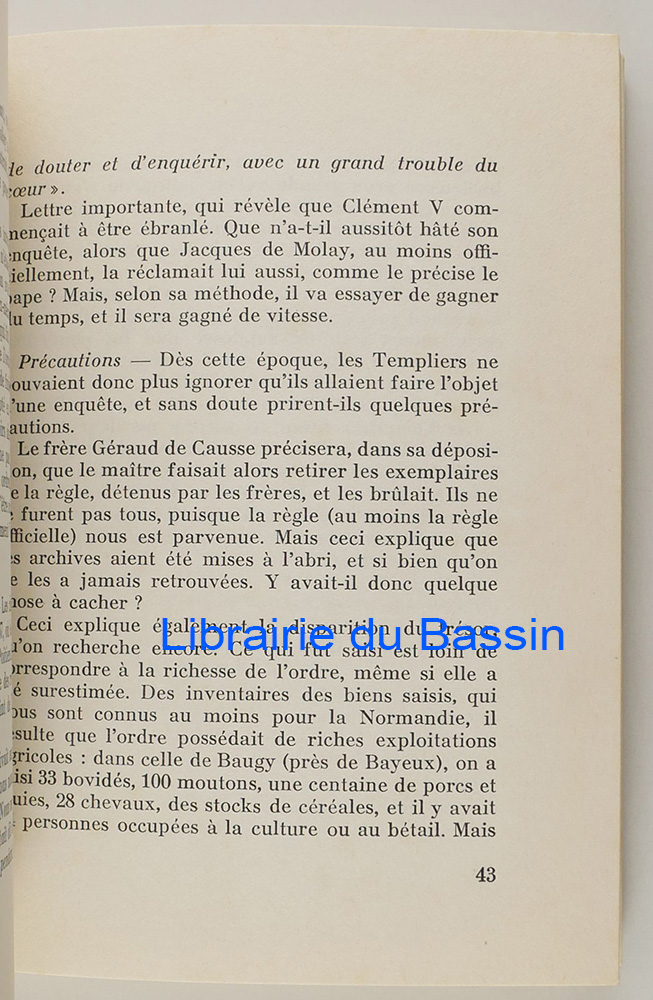 de douter et d'enquérir, avec un grand trouble du
cœur ».
Lettre importante, qui révèle que Clément V com-
mençait à être ébranlé. Que n'a-t-il aussitôt hâté son
enquête, alors que Jacques de Molay, au moins offi-
ciellement, la réclamait lui aussi, comme le précise le
pape ? Mais, selon sa méthode, il va essayer de gagner
du temps, et il sera gagné de vitesse.
Précautions — Dès cette époque, les Templiers ne
pouvaient donc plus ignorer qu'ils allaient faire l'objet
d'une enquête, et sans doute prirent-ils quelques pré-
cautions.
Le frère Géraud de Causse précisera, dans sa déposi-
tion, que le maître faisait alors retirer les exemplaires
de la règle, détenus par les frères, et les brûlait. Ils ne
furent pas tous, puisque la règle (au moins la règle
officielle) nous est parvenue. Mais ceci explique que
les archives aient été mises à l'abri, et si bien qu'on
ne les a jamais retrouvées. Y avait-il donc quelque
chose à cacher ?
Ceci explique également la disparition du trésor,
qu'on recherche encore. Ce qui fut saisi est loin de
correspondre à la richesse de l'ordre, même si elle a
été surestimée. Des inventaires des biens saisis, qui
nous sont connus au moins pour la Normandie, il
résulte que l'ordre possédait de riches exploitations
agricoles : dans celle de Baugy (près de Bayeux), on a
saisi 33 bovidés, 100 moutons, une centaine de porcs et
truies, 28 chevaux, des stocks de céréales, et il y avait
personnes occupées à la culture ou au bétail. Mais
43
Librairie du Bassin